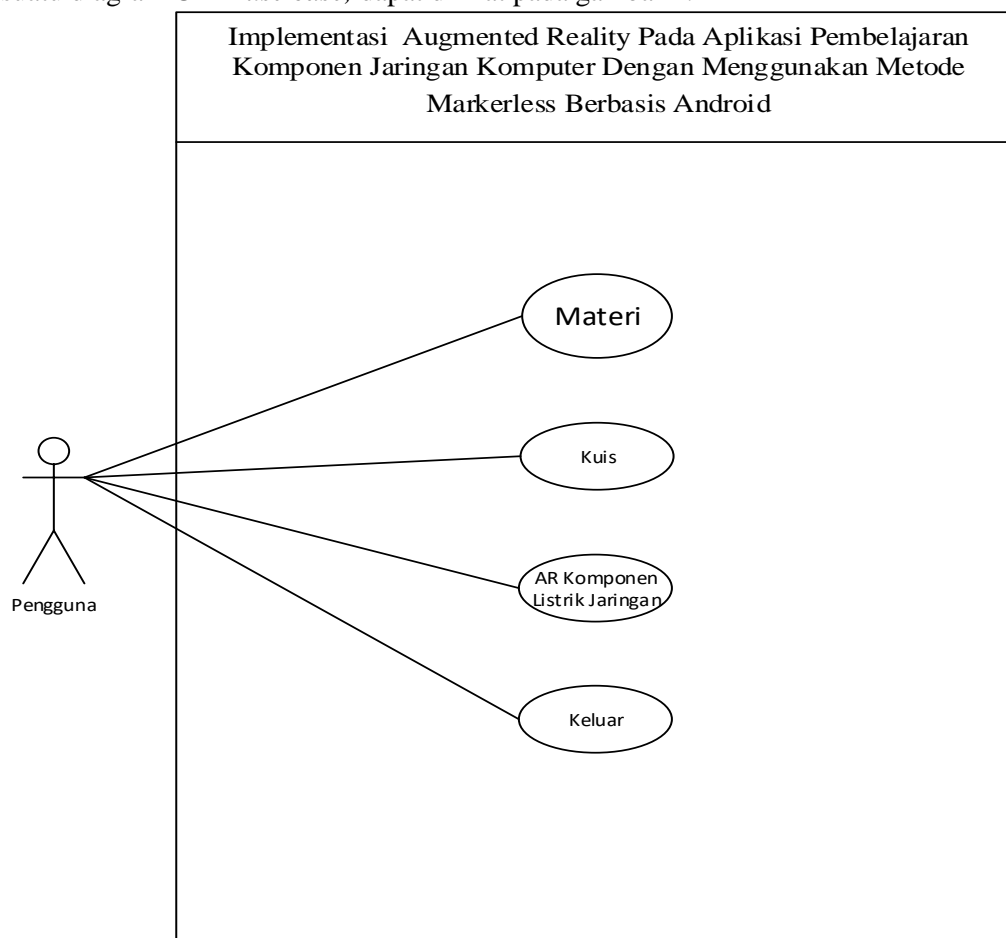 Implementasi Augmented Reality Pada Aplikasi Pembelajaran
Komponen Jaringan Komputer Dengan Menggunakan Metode
Markerless Berbasis Android
Materi
Kuis
AR Komponen
Listrik Jaringan
Pengguna
Keluar